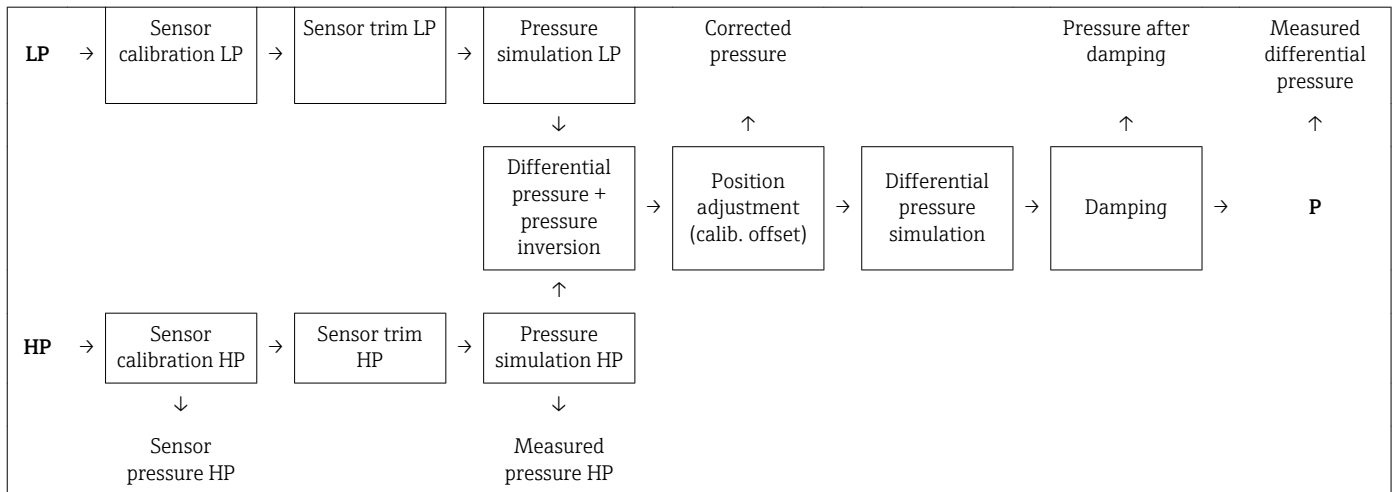 LP → Sensor calibration LP → Sensor trim LP → Pressure simulation LP
Corrected pressure
Pressure after damping
Measured differential pressure
↓ ↑ ↑ ↑
Differential pressure + pressure inversion → Position adjustment (calib. offset) → Differential pressure simulation → Damping → P
↑
HP → Sensor calibration HP → Sensor trim HP → Pressure simulation HP
↓ ↓
Sensor pressure HP
Measured pressure HP